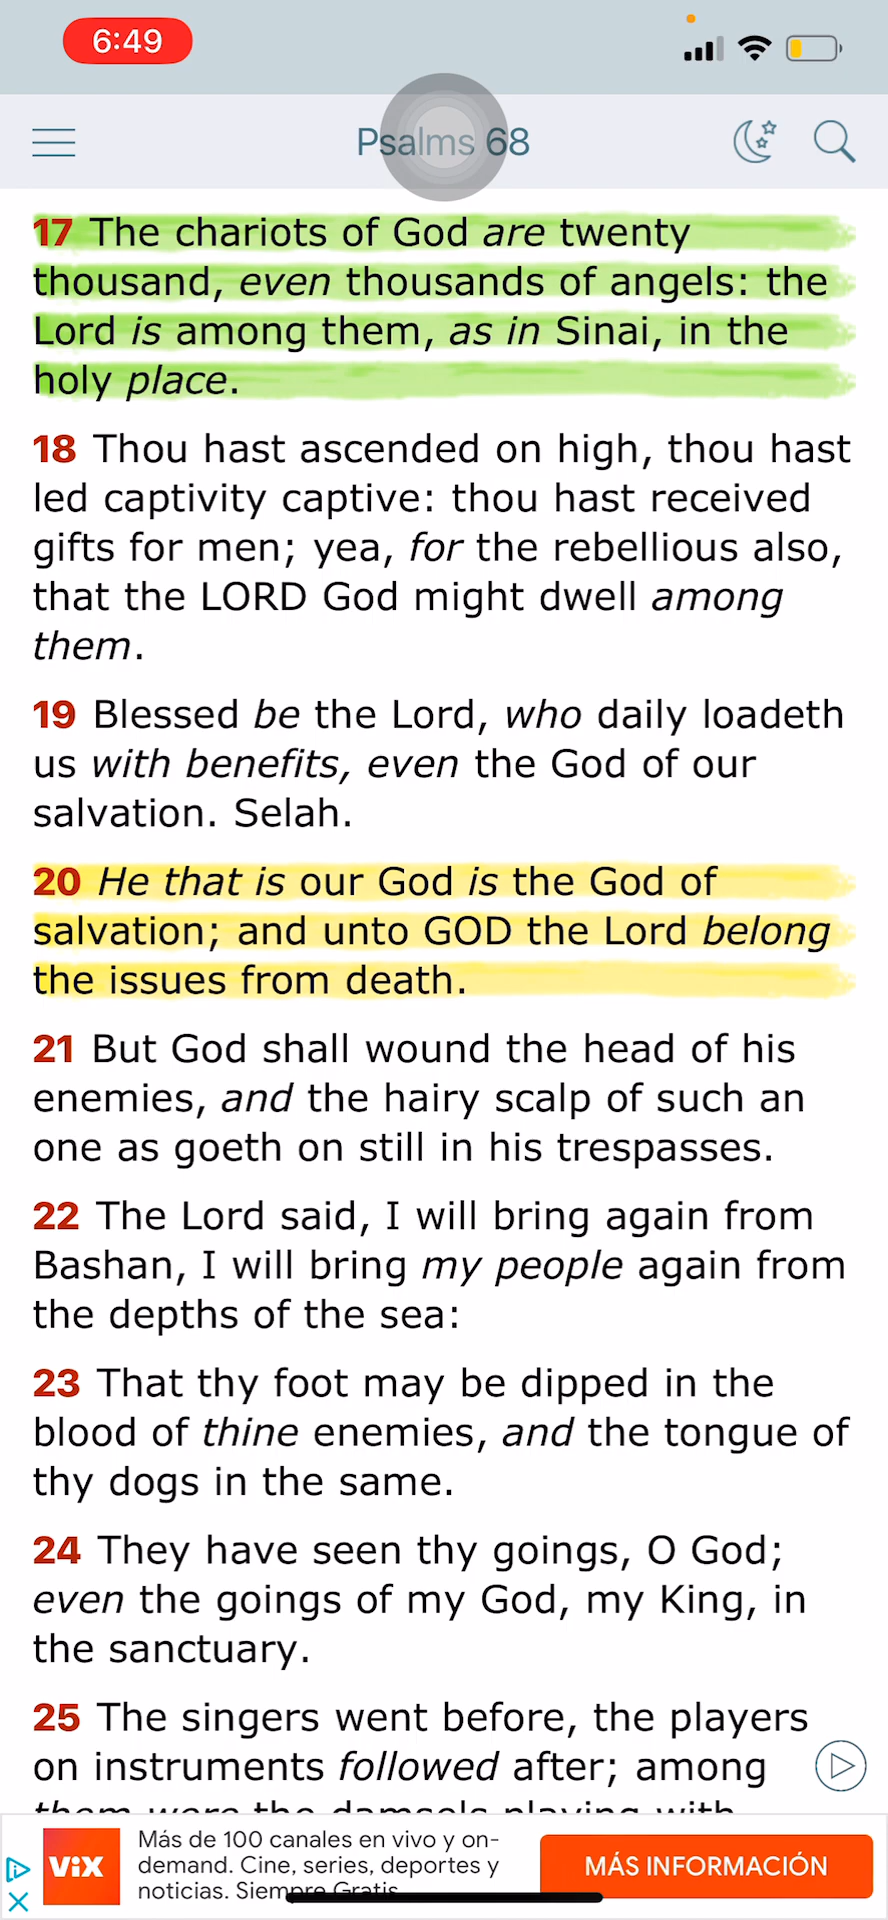 6:49
Psalms 68
17 The chariots of God are twenty
thousand, even thousands of angels: the
Lord is among them, as in Sinai, in the
holy place.
18 Thou hast ascended on high, thou hast
led captivity captive: thou hast received
gifts for men; yea, for the rebellious also,
that the LORD God might dwell among
them.
19 Blessed be the Lord, who daily loadeth
us with benefits, even the God of our
salvation. Selah.
20 He that is our God is the God of
salvation; and unto GOD the Lord belong
the issues from death.
21 But God shall wound the head of his
enemies, and the hairy scalp of such an
one as goeth on still in his trespasses.
22 The Lord said, I will bring again from
Bashan, I will bring my people again from
the depths of the sea:
23 That thy foot may be dipped in the
blood of thine enemies, and the tongue of
thy dogs in the same.
24 They have seen thy goings, O God;
even the goings of my God, my King, in
the sanctuary.
25 The singers went before, the players
on instruments followed after; among
them were the damsels playing with
ViX
Más de 100 canales en vivo y on-
demand. Cine, series, deportes y
noticias. Siempre Gratis
MÁS INFORMACIÓN